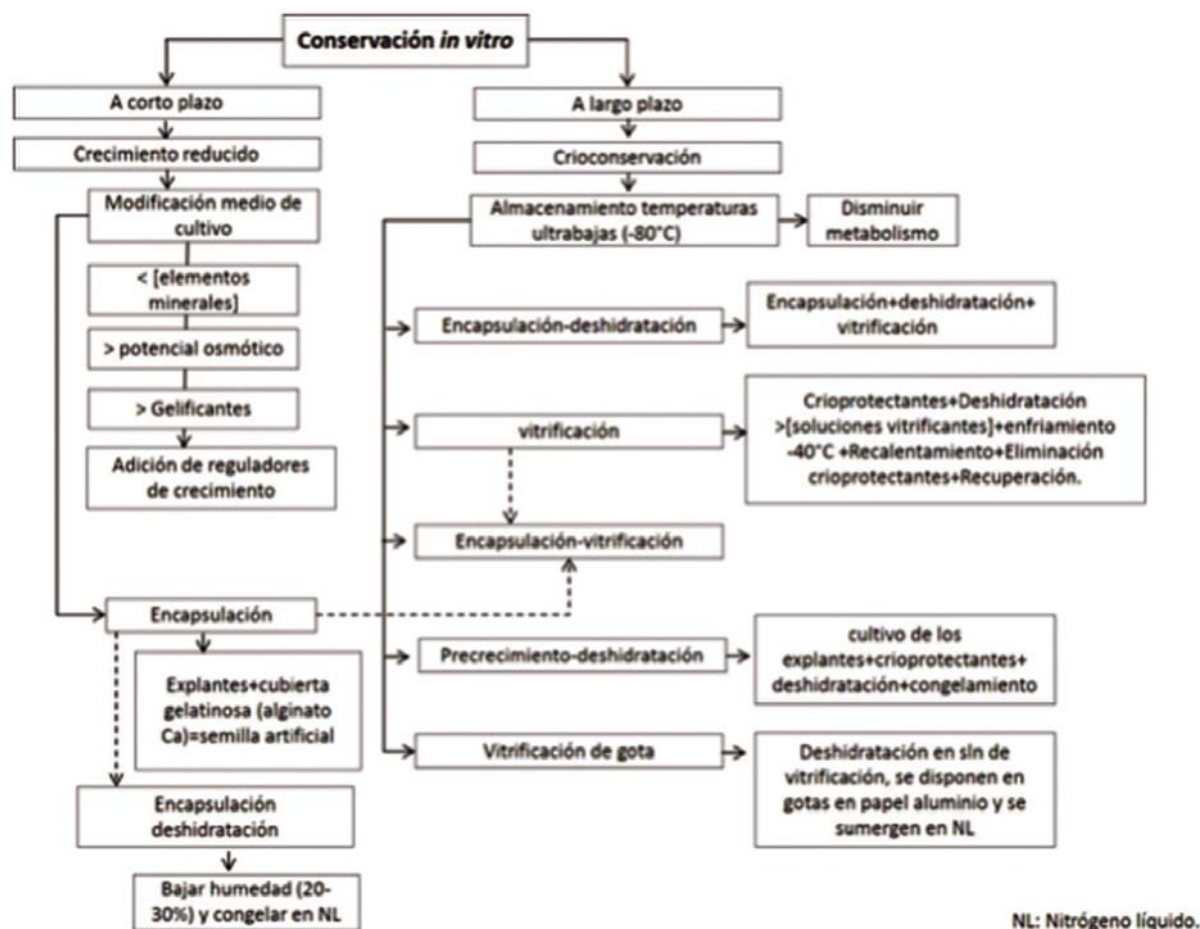 Conservación in vitro
A corto plazo
Crecimiento reducido
Modificación medio de
cultivo
< [elementos
minerales]
> potencial osmótico
> Gelificantes
Adición de reguladores
de crecimiento
Encapsulación
Explantes+cubierta
gelatinosa (alginato
Ca)=semilla artificial
Encapsulación
deshidratación
Bajar humedad (20-
30%) y congelar en NL
A largo plazo
Crioconservación
Almacenamiento temperaturas
ultrabajas (-80°C)
Disminuir
metabolismo
Encapsulación-deshidratación
Encapsulación+deshidratación+
vitrificación
vitrificación
Crioprotectantes+Deshidratación
>[soluciones vitrificantes]+enfriamiento
-40°C +Recalentamiento+Eliminación
crioprotectantes+Recuperación.
Encapsulación-vitrificación
Precrecimiento-deshidratación
cultivo de los
explantes+crioprotectantes+
deshidratación+congelamiento
Vitrificación de gota
Deshidratación en sln de
vitrificación, se disponen en
gotas en papel aluminio y se
sumergen en NL
NL: Nitrógeno líquido.